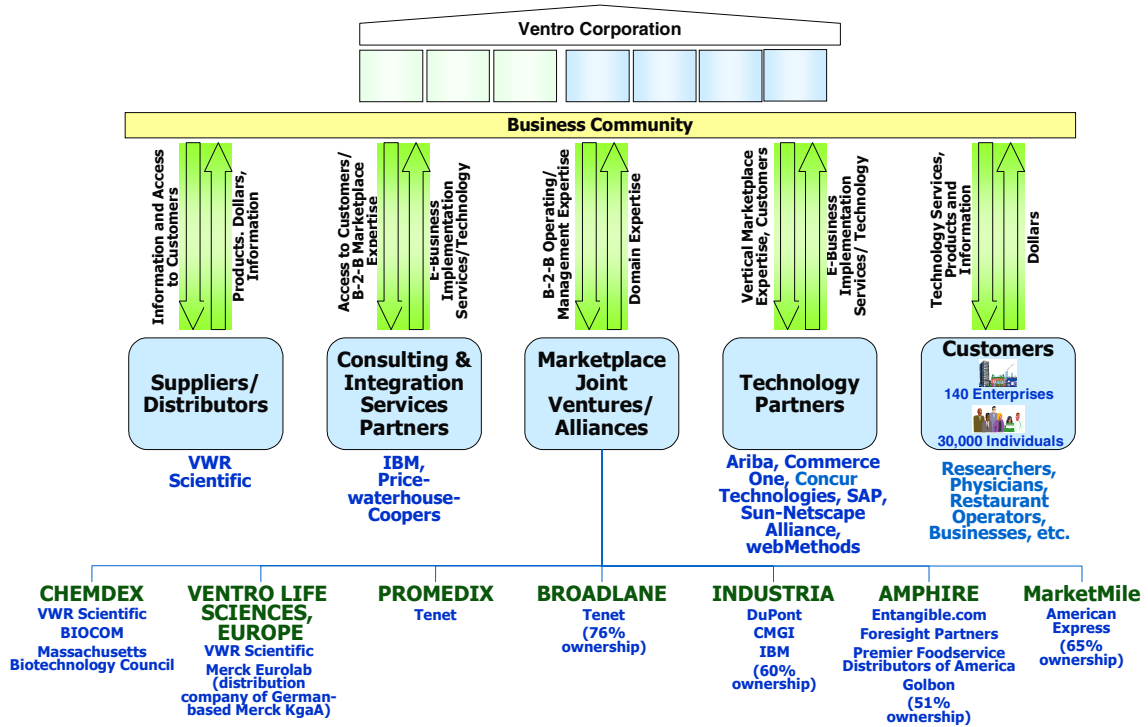 Ventro Corporation
Business Community
Information and Access
to Customers
Products. Dollars,
Information
Access to Customers/
B-2-B Marketplace
Expertise
E-Business
Implementation
Services/Technology
B-2-B Operating/
Management Expertise
Domain Expertise
Vertical Marketplace
Expertise, Customers
E-Business
Implementation
Services/ Technology
Technology Services,
Products and
Information
Dollars
Suppliers/
Distributors
Consulting &
Integration
Services
Partners
Marketplace
Joint
Ventures/
Alliances
Technology
Partners
Customers
140 Enterprises
30,000 Individuals
VWR
Scientific
IBM,
Price-
waterhouse-
Coopers
Ariba, Commerce
One, Concur
Technologies, SAP,
Sun-Netscape
Alliance,
webMethods
Researchers,
Physicians,
Restaurant
Operators,
Businesses, etc.
CHEMDEX
VWR Scientific
BIOCOM
Massachusetts
Biotechnology Council
VENTRO LIFE
SCIENCES,
EUROPE
VWR Scientific
Merck Eurolab
(distribution
company of German-
based Merck KgaA)
PROMEDIX
Tenet
BROADLANE
Tenet
(76%
ownership)
INDUSTRIA
DuPont
CMGI
IBM
(60%
ownership)
AMPHIRE
Entangible.com
Foresight Partners
Premier Foodservice
Distributors of America
Golbon
(51%
ownership)
MarketMile
American
Express
(65%
ownership)